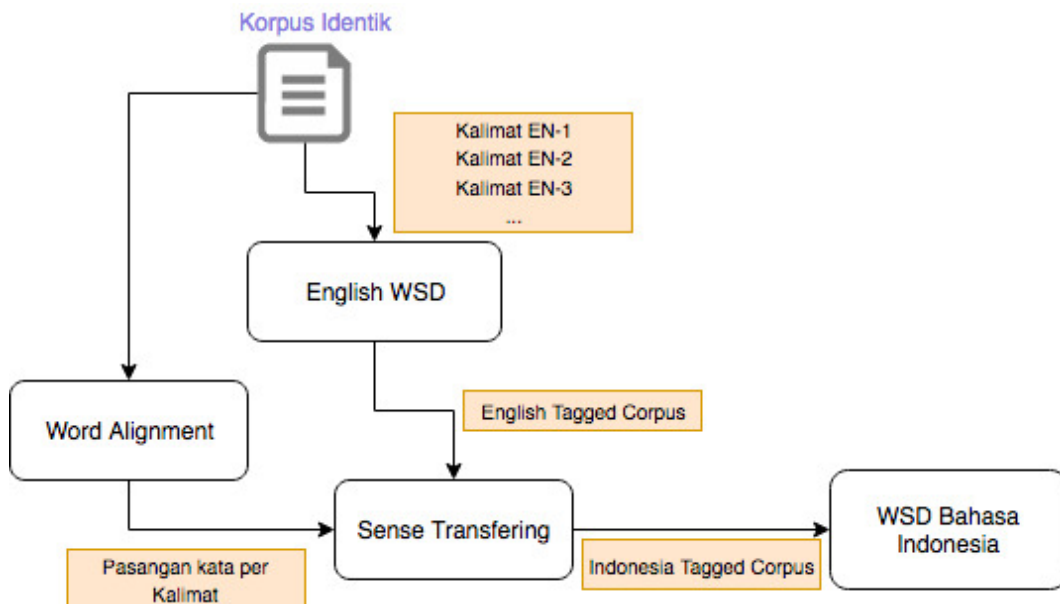 Korpus Identik
Kalimat EN-1
Kalimat EN-2
Kalimat EN-3
...
English WSD
English Tagged Corpus
Word Alignment
Sense Transfering
WSD Bahasa
Indonesia
Pasangan kata per
Kalimat
Indonesia Tagged Corpus